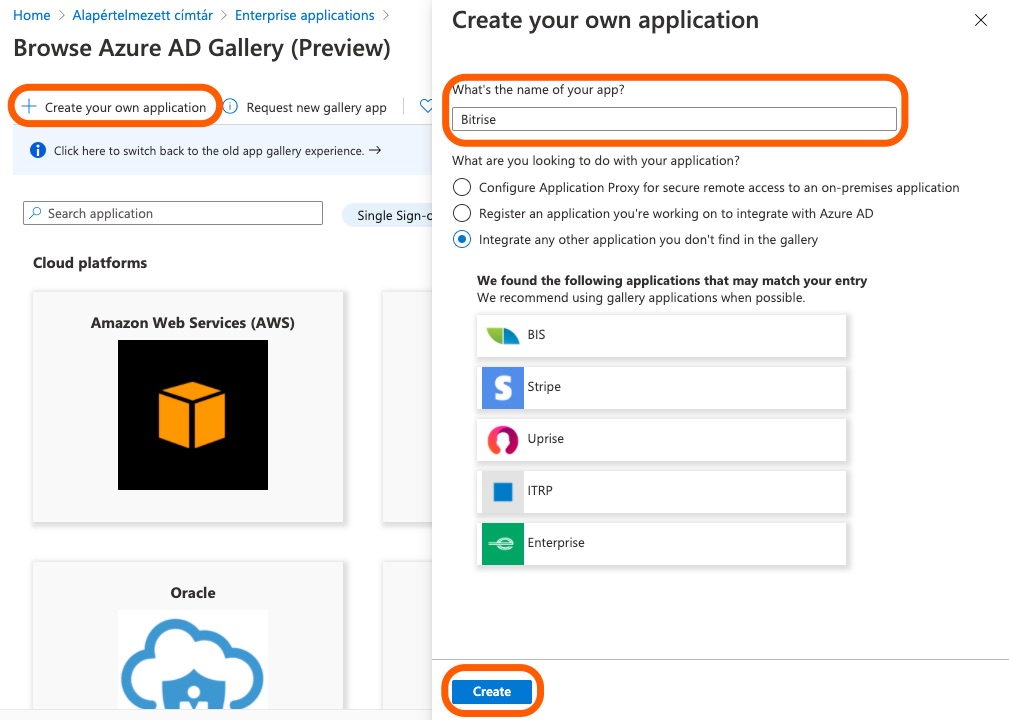 Home > Alapértelmezett címtár > Enterprise applications >
Browse Azure AD Gallery (Preview)
Create your own application
Request new gallery app
Click here to switch back to the old app gallery experience. →
Search application
Single Sign-o
Cloud platforms
Amazon Web Services (AWS)
Oracle
Create your own application
What's the name of your app?
Bitrise
What are you looking to do with your application?
Configure Application Proxy for secure remote access to an on-premises application
Register an application you're working on to integrate with Azure AD
Integrate any other application you don't find in the gallery
We found the following applications that may match your entry
We recommend using gallery applications when possible.
BIS
S Stripe
Uprise
ITRP
e Enterprise
Create